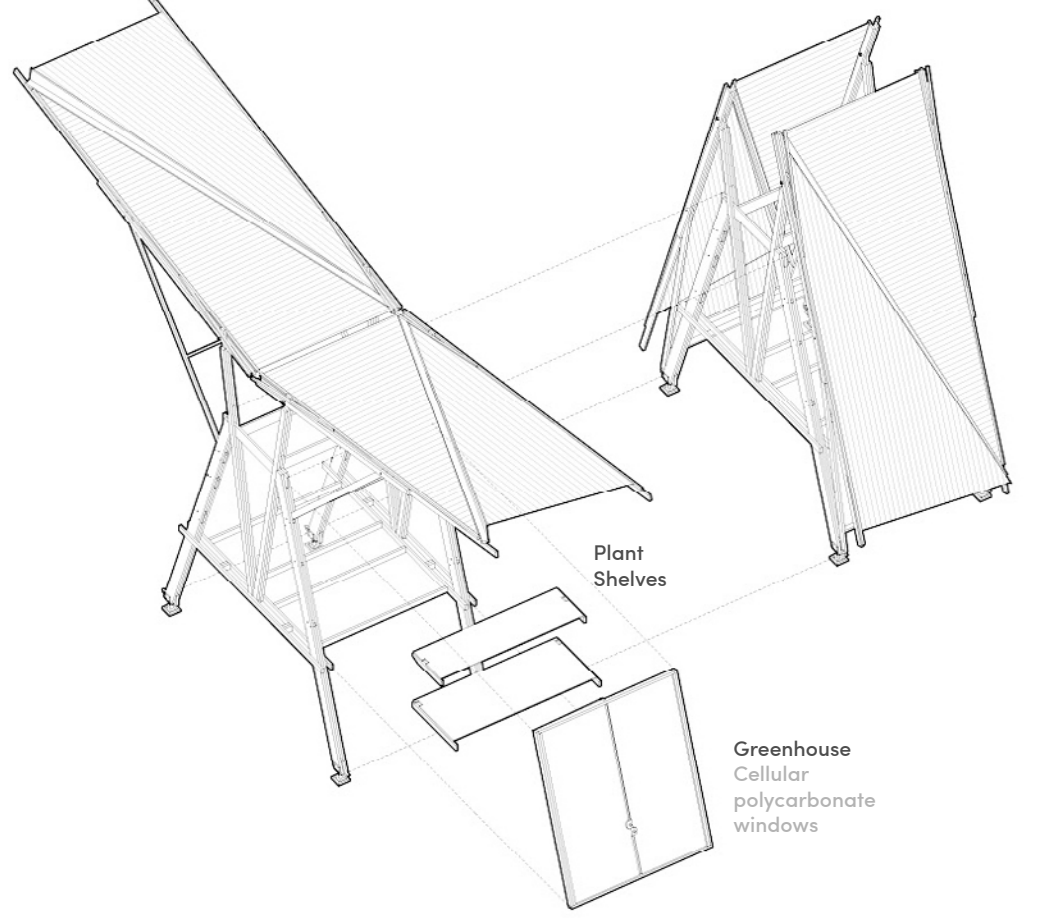 Plant
Shelves
Greenhouse
Cellular
polycarbonate
windows